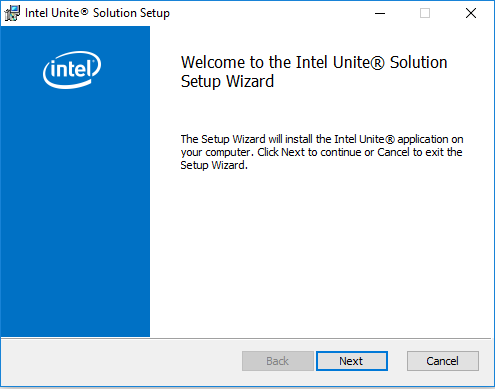 Intel Unite® Solution Setup
intel
Welcome to the Intel Unite® Solution
Setup Wizard
The Setup Wizard will install the Intel Unite® application on
your computer. Click Next to continue or Cancel to exit the
Setup Wizard.
Back
Next
Cancel